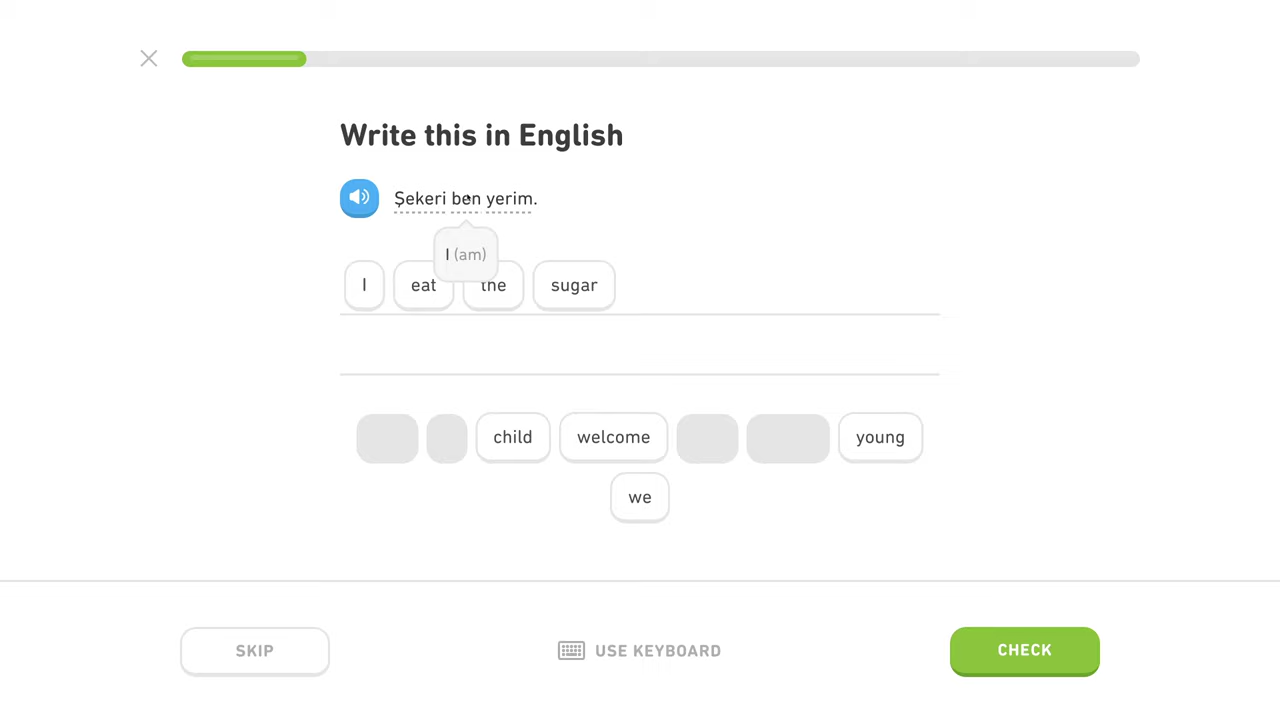 Write this in English
Şekeri ben yerim.
I (am)
I eat the sugar
child welcome young
we
SKIP USE KEYBOARD CHECK